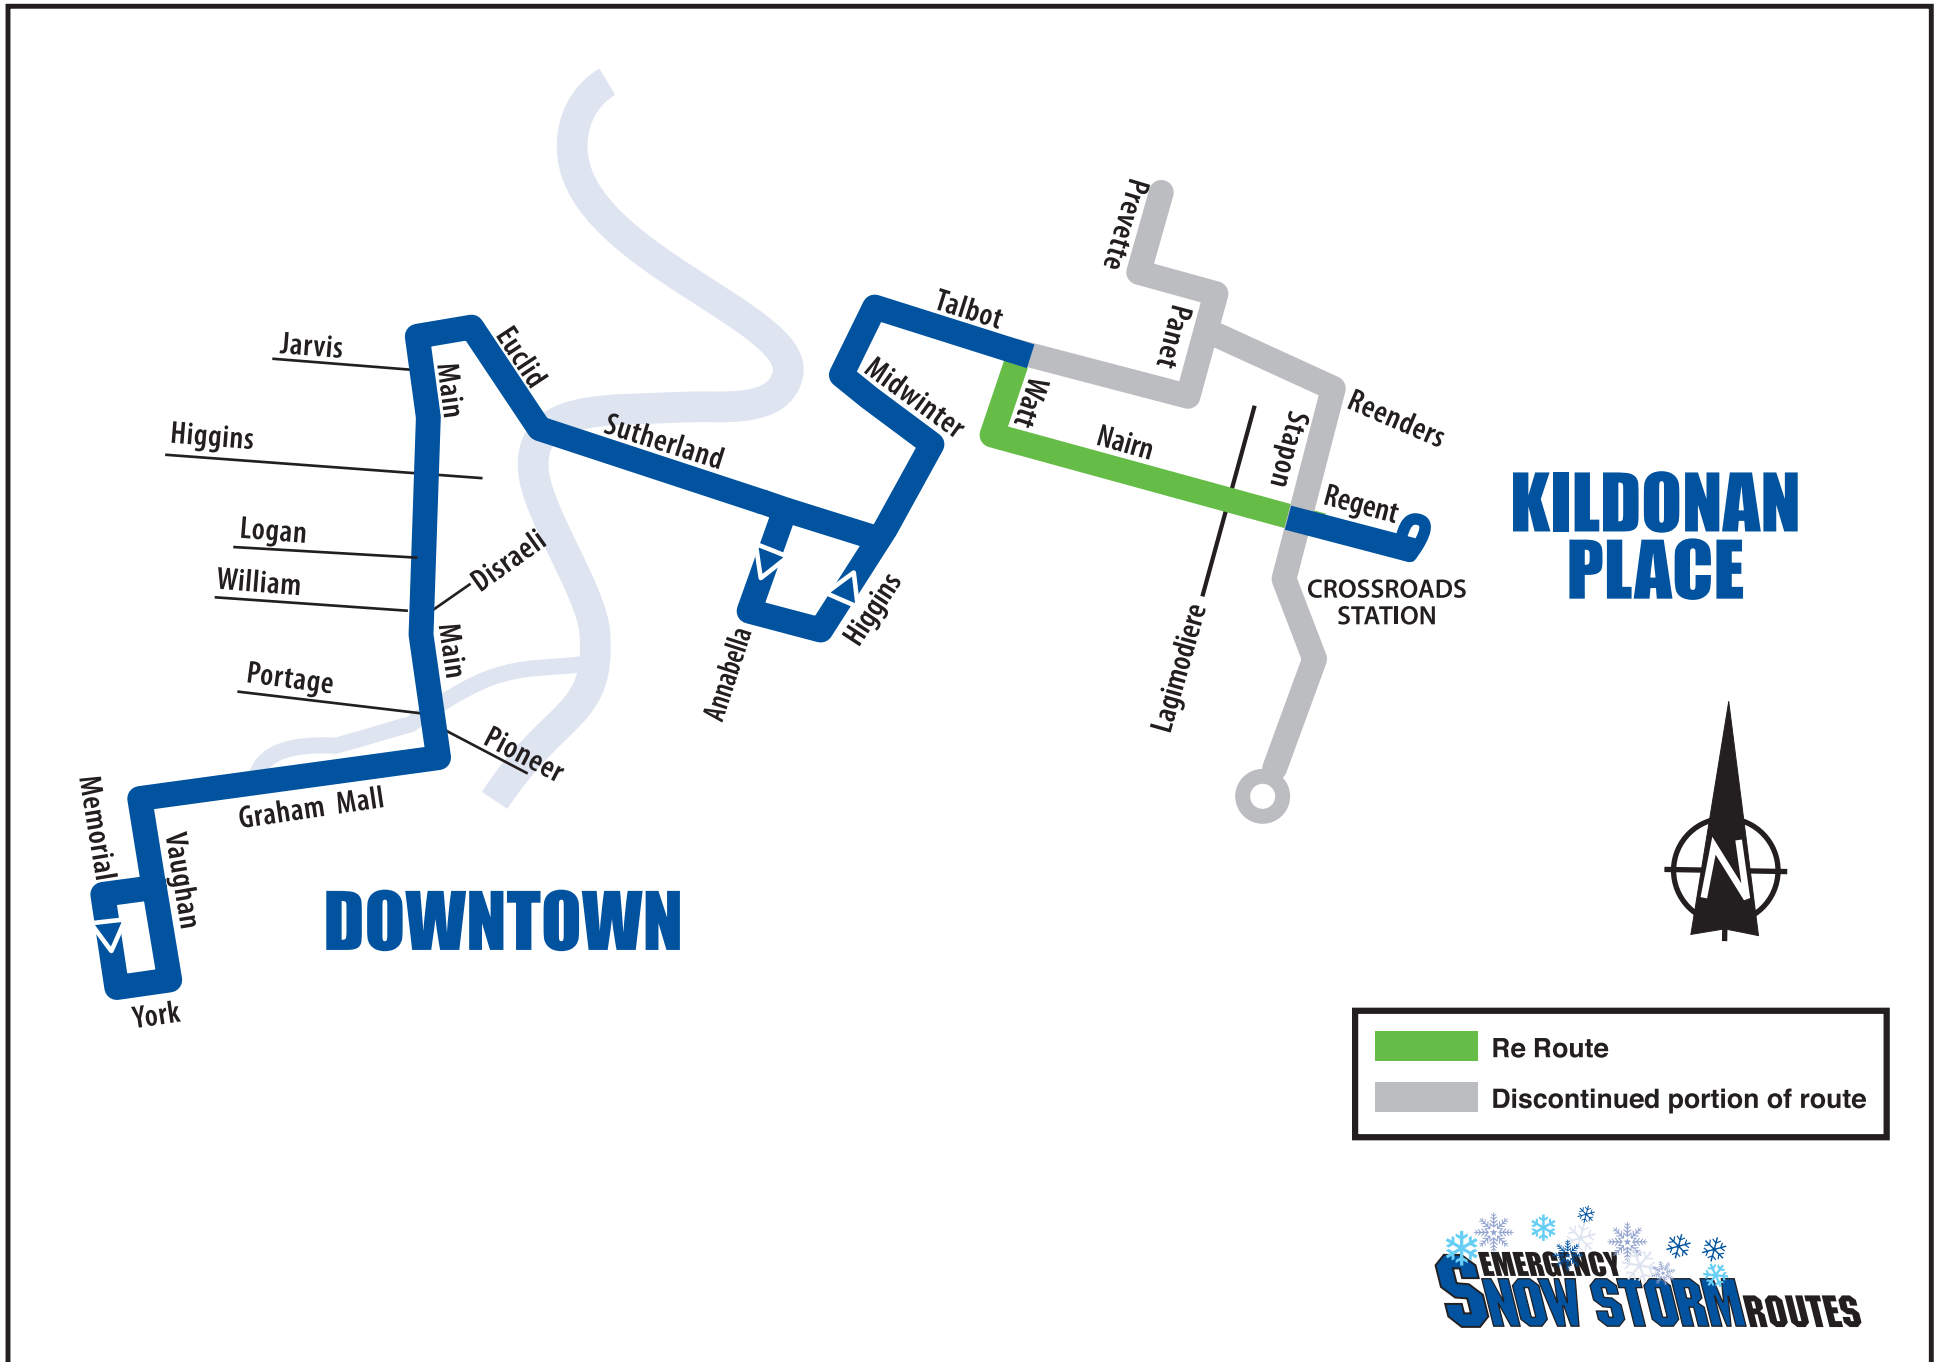 Prevette
Talbot
Panet
Jarvis
Euclid
Main
Midwinter
Watt
Reenders
Higgins
Sutherland
Nairn
Stapon
Regent
KILDONAN
PLACE
Logan
Disraeli
William
CROSSROADS
STATION
Higgins
Main
Annabella
Lagimodiere
Portage
Pioneer
Memorial
Graham Mall
Vaughan
DOWNTOWN
N
York
Re Route
Discontinued portion of route
EMERGENCY
SNOW STORM ROUTES